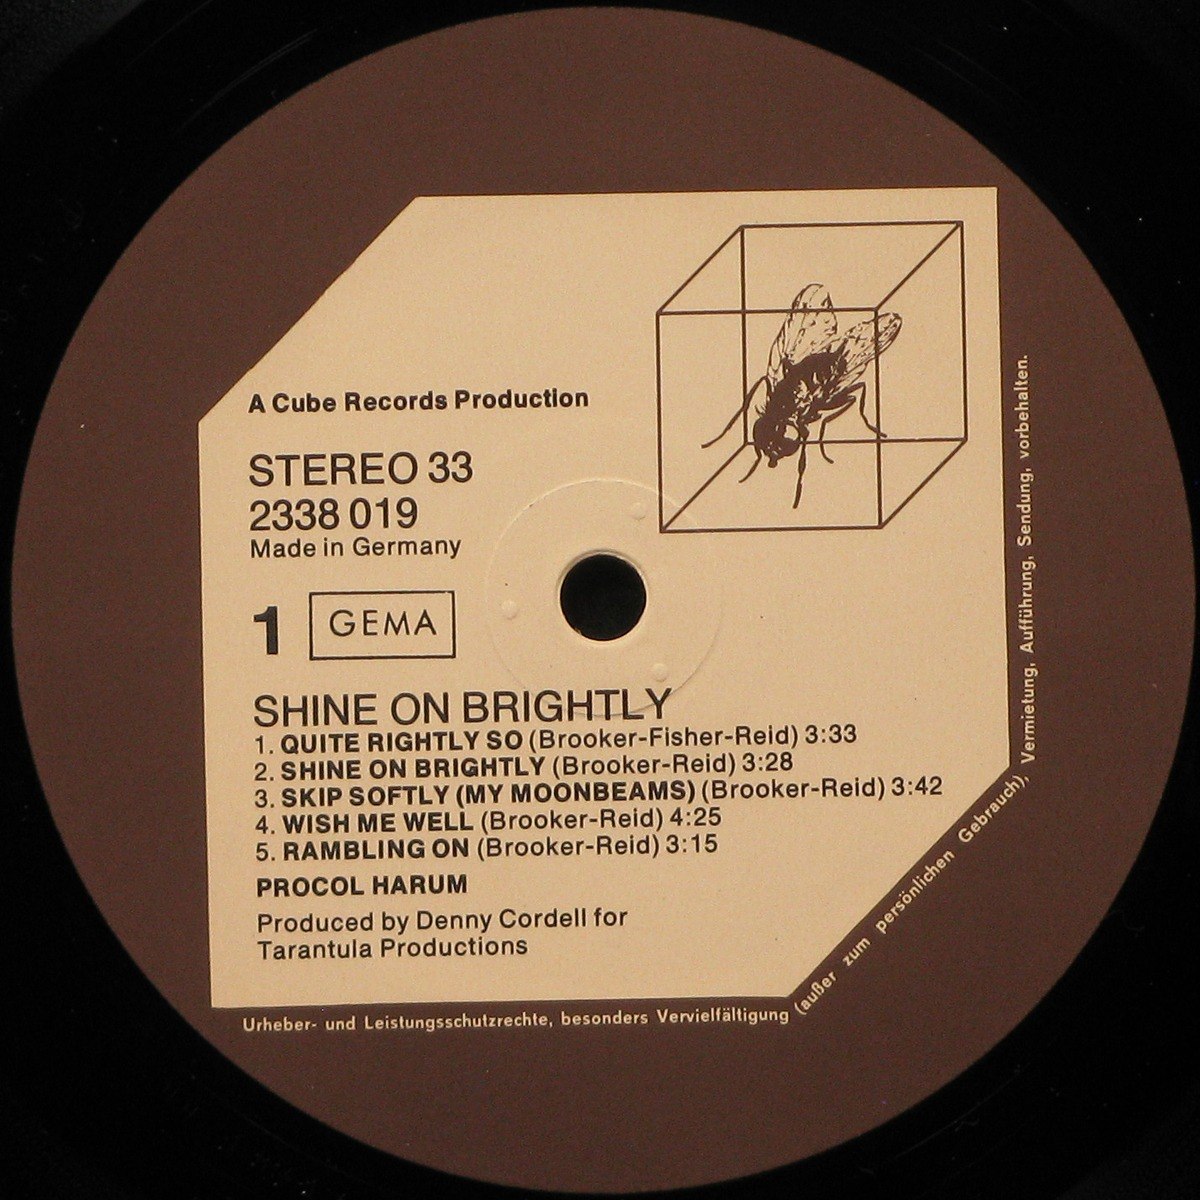 A Cube Records Production
STEREO 33
2338 019
Made in Germany
1 GEMA
SHINE ON BRIGHTLY
1. QUITE RIGHTLY SO (Brooker-Fisher-Reid) 3:33
2. SHINE ON BRIGHTLY (Brooker-Reid) 3:28
3. SKIP SOFTLY (MY MOONBEAMS) (Brooker-Reid) 3:42
4. WISH ME WELL (Brooker-Reid) 4:25
5. RAMBLING ON (Brooker-Reid) 3:15
PROCOL HARUM
Produced by Denny Cordell for
Tarantula Productions
Urheber- und Leistungsschutzrechte, besonders Vervielfältigung (außer zum persönlichen Gebrauch), Vermietung, Aufführung, Sendung, vorbehalten.